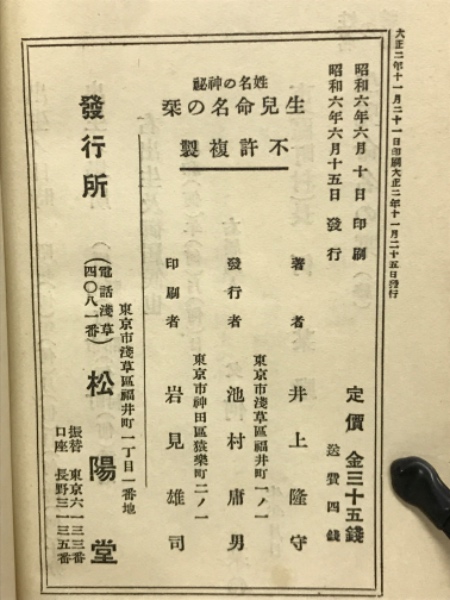 大正二年十一月二十一日印刷大正二年十一月二十五日發行
昭和六年六月十日印刷
昭和六年六月十五日發行
定價金三十五錢
送費四錢
姓名の神秘
生兒命名の栞
不許複製
著者 井上隆守
東京市淺草區福井町一ノ一
發行者 池村庸男
東京市神田區猿樂町二ノ一
印刷者 岩見雄司
東京市淺草區福井町一丁目一番地
發行所 松陽堂
(電話淺草
四〇八一番)
振替 東京六一三三番
口座 長野三一三五番